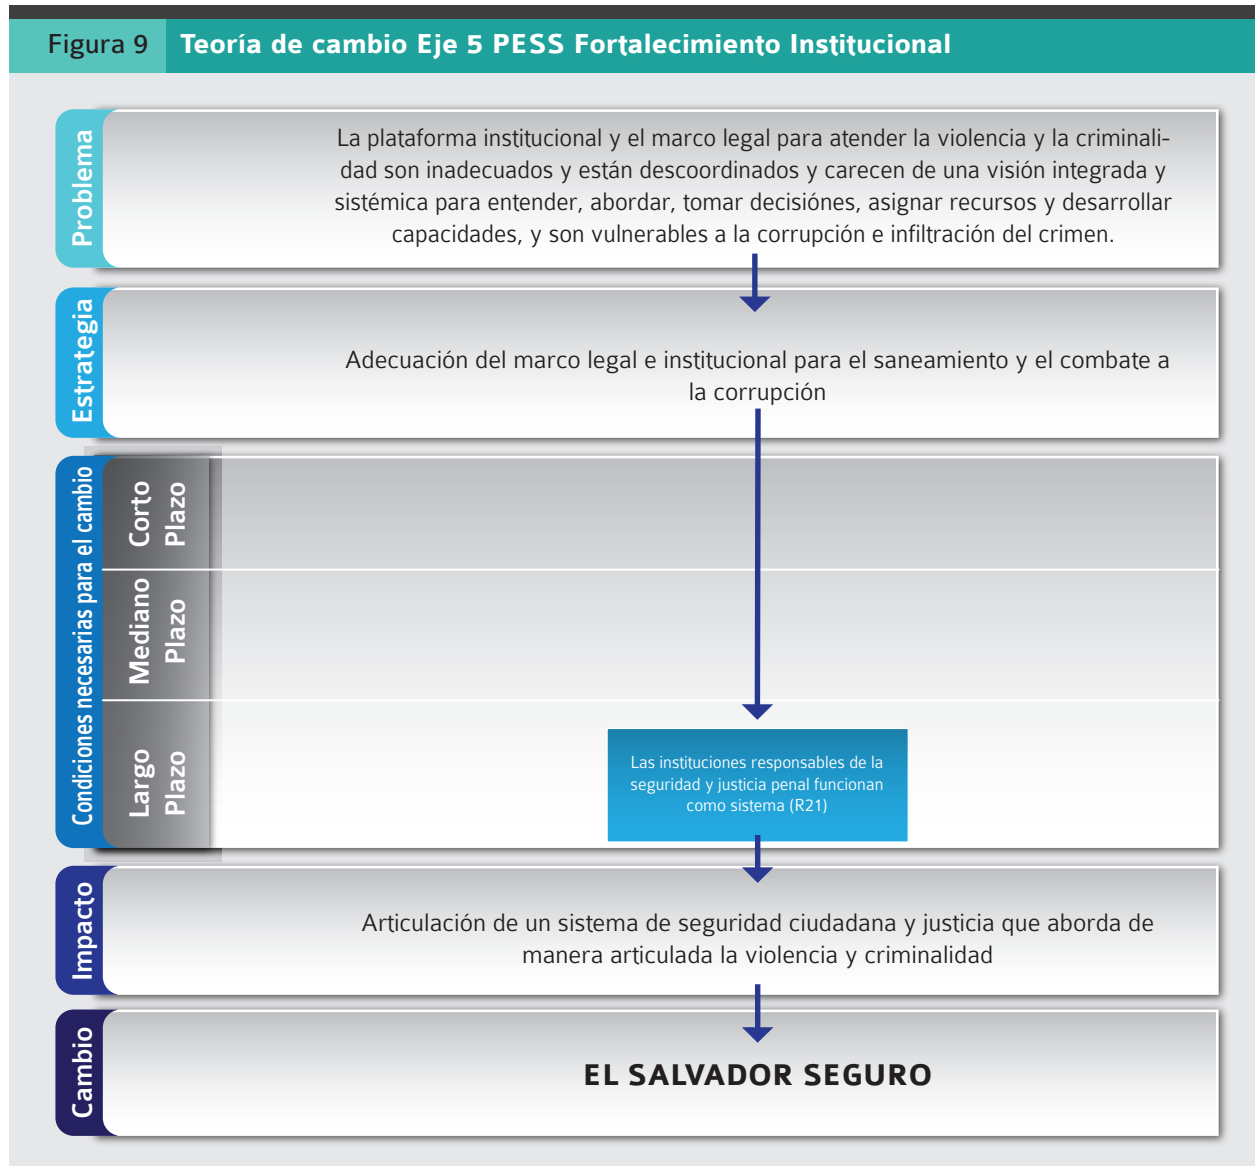 Figura 9 Teoría de cambio Eje 5 PESS Fortalecimiento Institucional
Problema
La plataforma institucional y el marco legal para atender la violencia y la criminali-
dad son inadecuados y están descoordinados y carecen de una visión integrada y
sistémica para entender, abordar, tomar decisiónes, asignar recursos y desarrollar
capacidades, y son vulnerables a la corrupción e infiltración del crimen.
Estrategia
Adecuación del marco legal e institucional para el saneamiento y el combate a
la corrupción
Condiciones necesarias para el cambio
Corto
Plazo
Mediano
Plazo
Largo
Plazo
Las instituciones responsables de la
seguridad y justicia penal funcionan
como sistema (R21)
Impacto
Articulación de un sistema de seguridad ciudadana y justicia que aborda de
manera articulada la violencia y criminalidad
Cambio
EL SALVADOR SEGURO